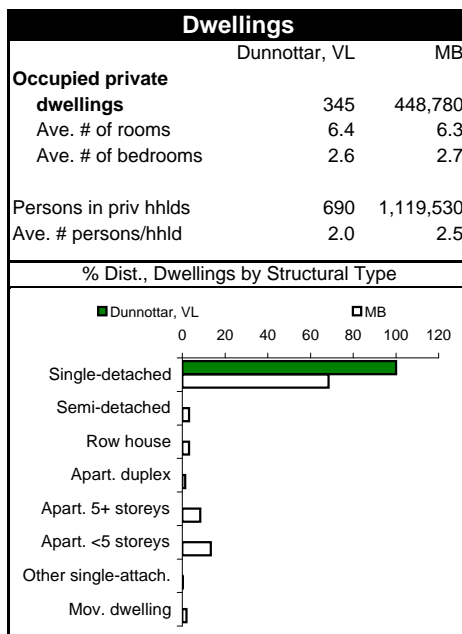 Dwellings
Dunnottar, VL MB
Occupied private
dwellings 345 448,780
Ave. # of rooms 6.4 6.3
Ave. # of bedrooms 2.6 2.7
Persons in priv hhlds 690 1,119,530
Ave. # persons/hhld 2.0 2.5
% Dist., Dwellings by Structural Type
Dunnottar, VL MB
0 20 40 60 80 100 120
Single-detached
Semi-detached
Row house
Apart. duplex
Apart. 5+ storeys
Apart. <5 storeys
Other single-attach.
Mov. dwelling